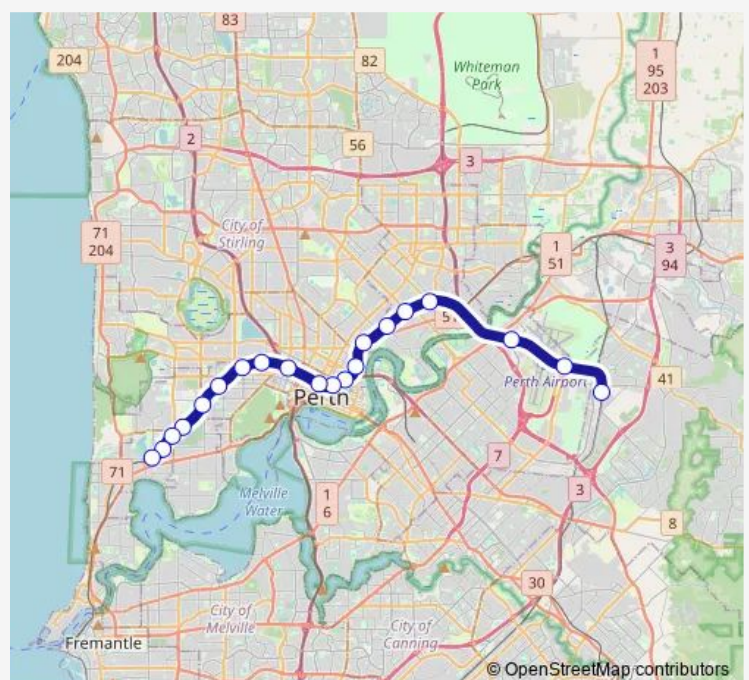 83
204
82
Whiteman
Park
1
95
203
2
56
3
City of
Stirling
71
204
1
51
3
94
51
Perth Airport
41
Perth
71
7
3
Melville
Water
1
6
8
30
City of
Melville
City of
Canning
Fremantle
© OpenStreetMap contributors